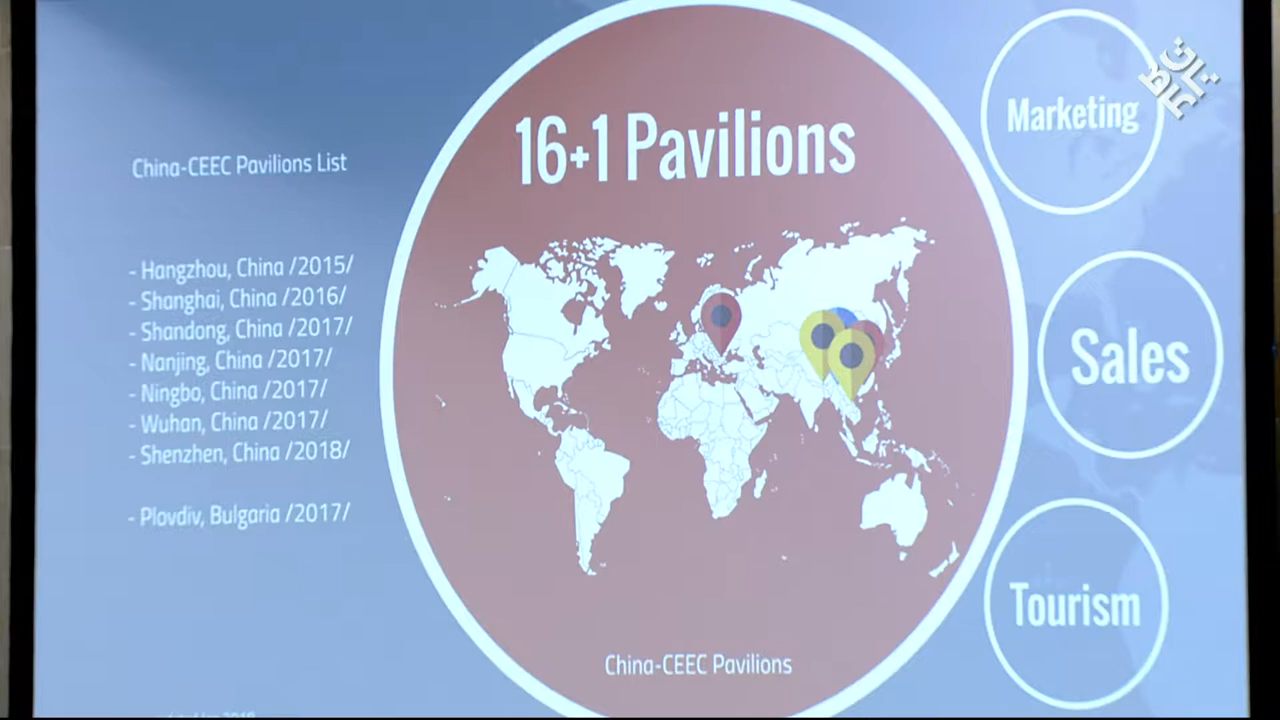 China-CEEC Pavilions List
- Hangzhou, China /2015/
- Shanghai, China /2016/
- Shandong, China /2017/
- Nanjing, China /2017/
- Ningbo, China /2017/
- Wuhan, China /2017/
- Shenzhen, China /2018/
- Plovdiv, Bulgaria /2017/
16+1 Pavilions
China-CEEC Pavilions
Marketing
Sales
Tourism